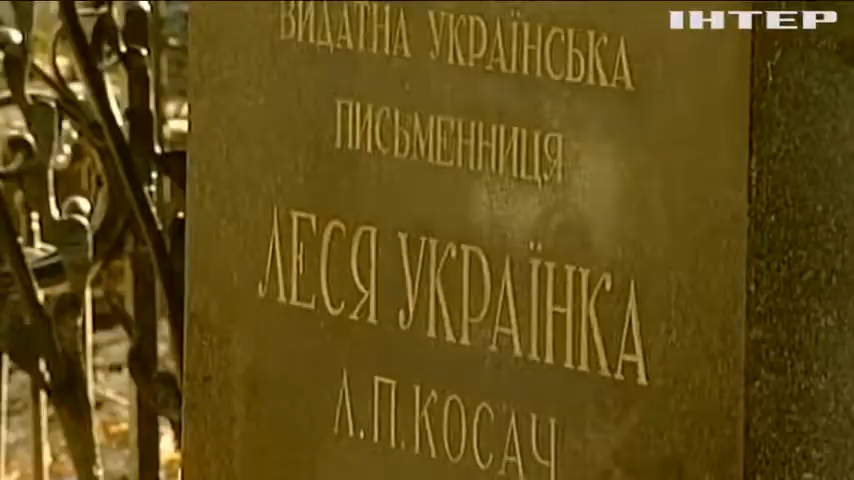 ІНТЕР
ВИДАТНА УКРАЇНСЬКА
ПИСЬМЕННИЦЯ
ЛЕСЯ УКРАЇНКА
Л.П.КОСАЧ